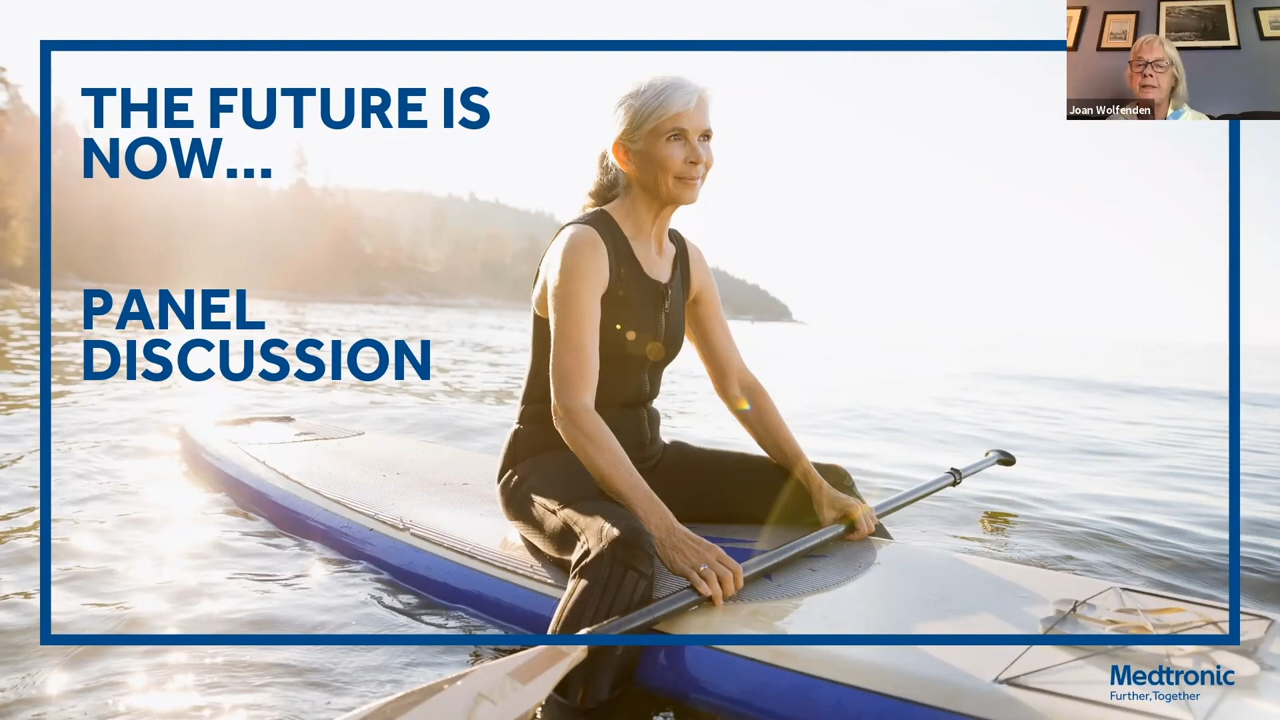 THE FUTURE IS
NOW...
PANEL
DISCUSSION
Joan Wolfenden
Medtronic
Further, Together